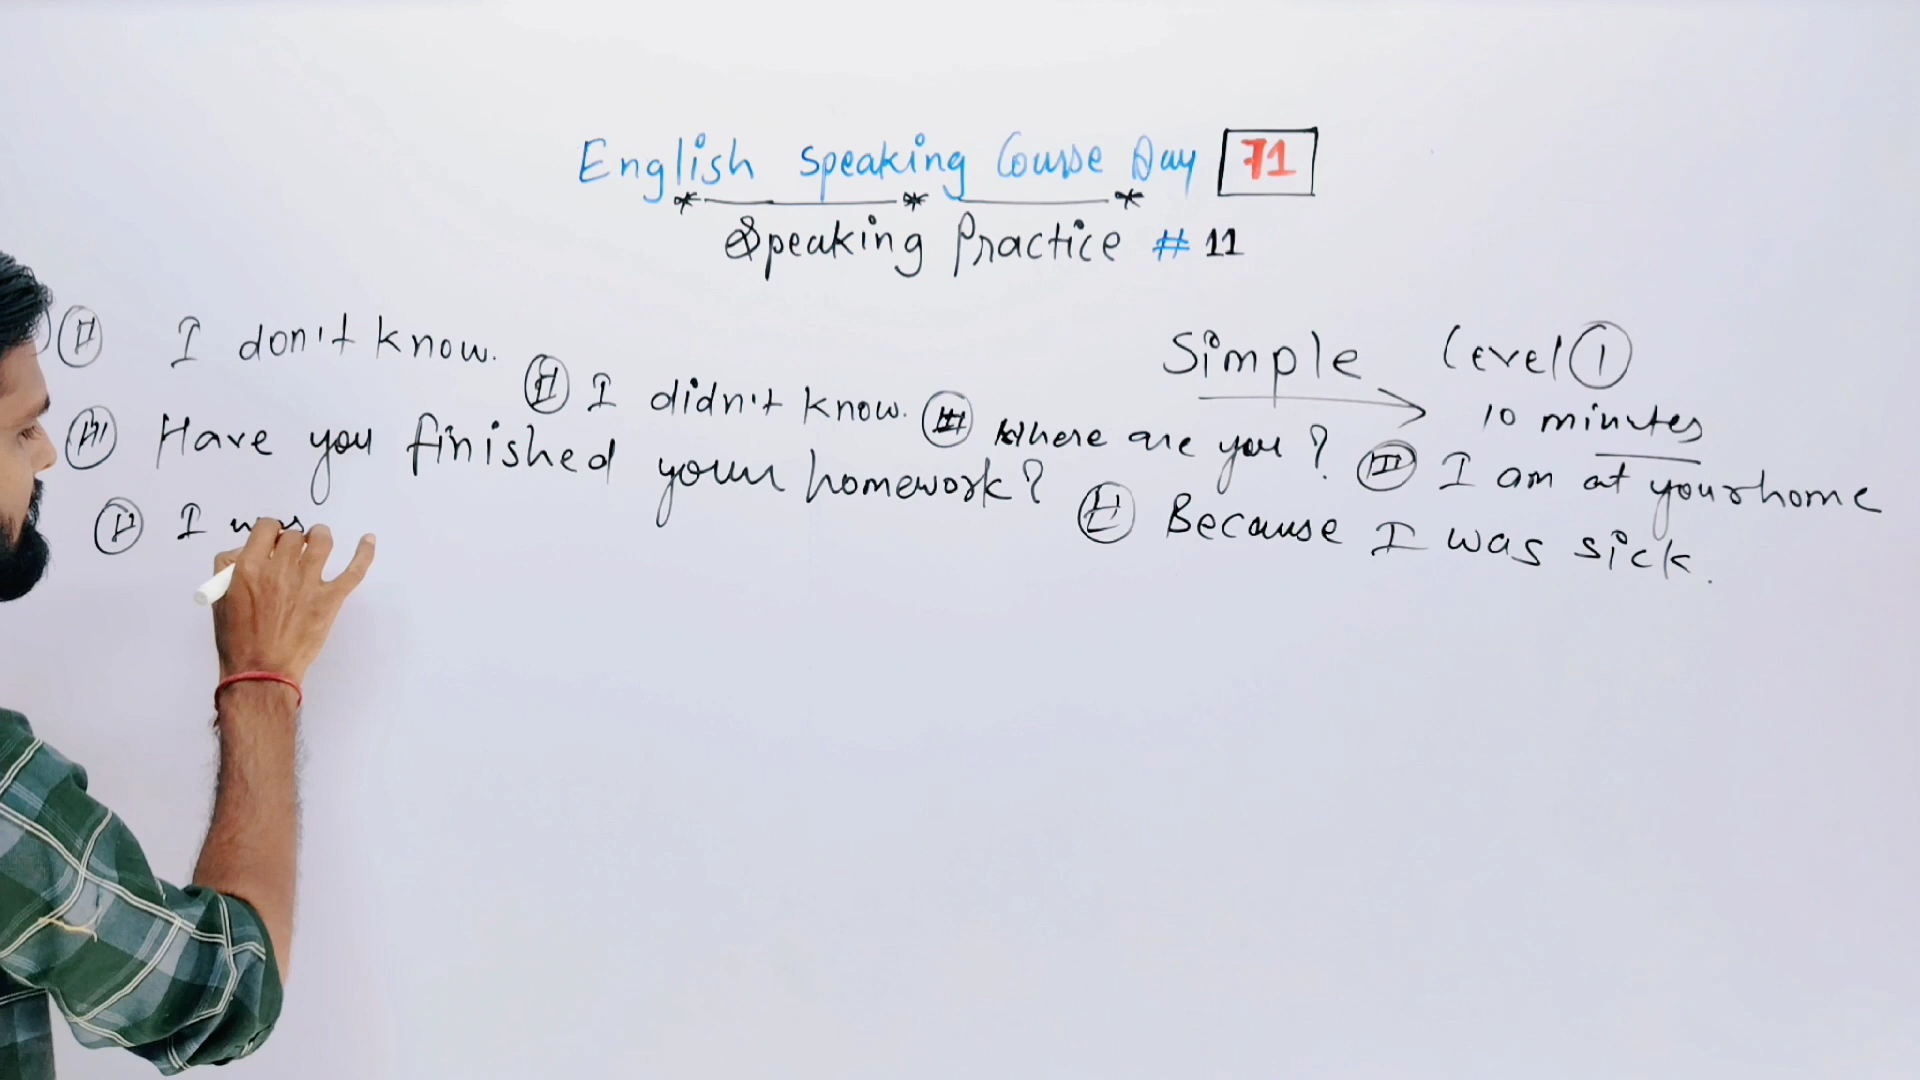 English Speaking Course Day 71
Speaking Practice # 11
Simple Level 1
10 minutes
I don't know.
I didn't know.
Where are you?
I am at your home
Have you finished your homework?
Because I was sick.
I was